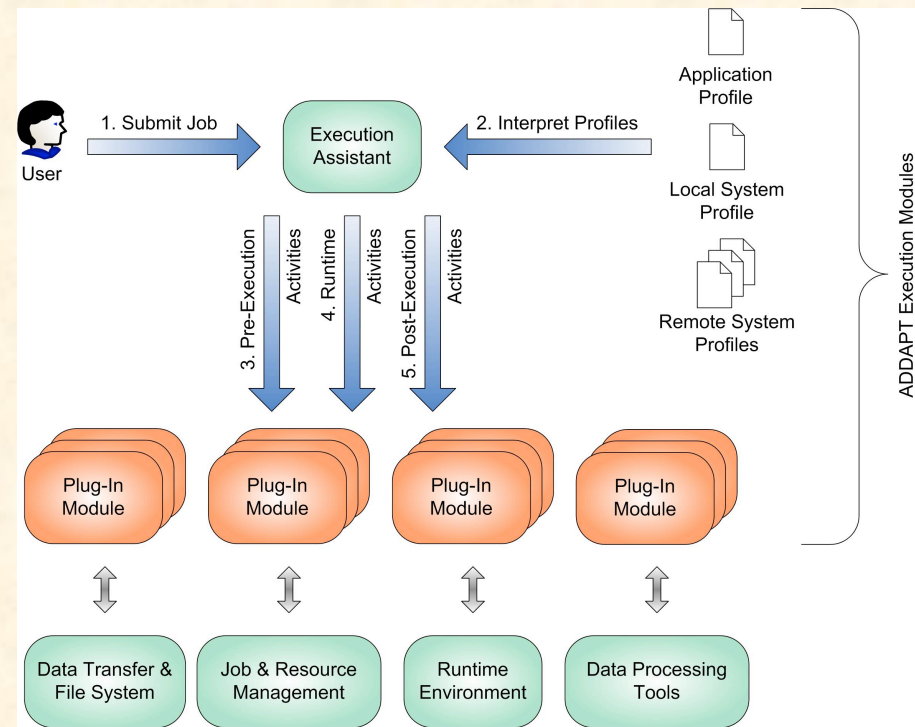 Application
Profile
1. Submit Job
Execution
Assistant
2. Interpret Profiles
User
Local System
Profile
Remote System
Profiles
ADDAPT Execution Modules
3. Pre-Execution
Activities
4. Runtime
Activities
5. Post-Execution
Activities
Plug-In
Module
Plug-In
Module
Plug-In
Module
Plug-In
Module
Data Transfer &
File System
Job & Resource
Management
Runtime
Environment
Data Processing
Tools